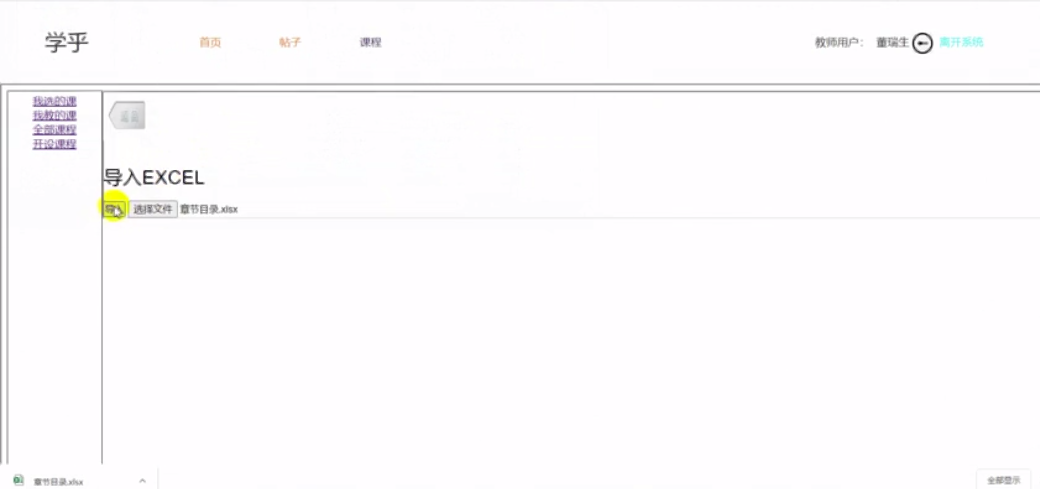 学乎 首页 帖子 课程 教师用户： 董瑞生 离开系统
我选的课
我教的课
全部课程
开设课程
导入EXCEL
选择文件 章节目录.xlsx
章节目录.xlsx 全部显示